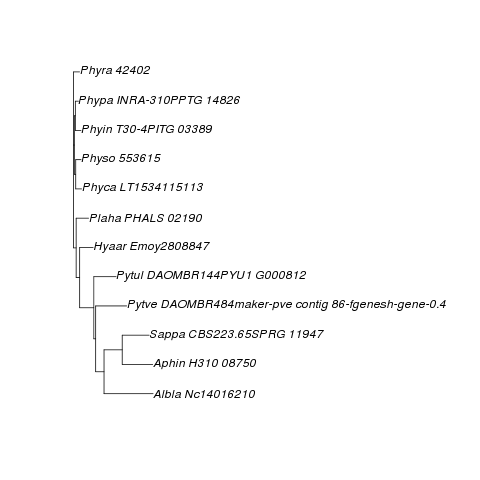 Phyra 42402
Phypa INRA-310PPTG 14826
Phyin T30-4PITG 03389
Physo 553615
Phyca LT1534115113
Plaha PHALS 02190
Hyaar Emoy2808847
Pytul DAOMBR144PYU1 G000812
Pytve DAOMBR484maker-pve contig 86-fgenesh-gene-0.4
Sappa CBS223.65SPRG 11947
Aphin H310 08750
Albla Nc14016210